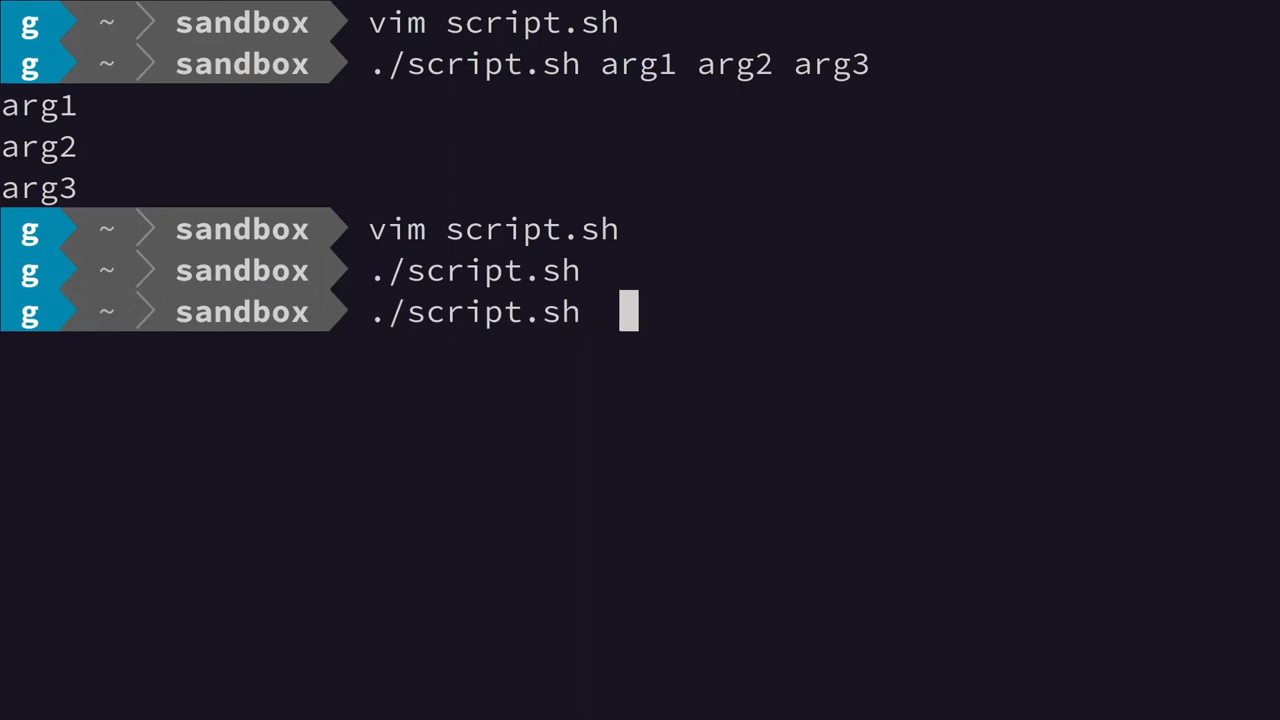 g ~ sandbox vim script.sh
g ~ sandbox ./script.sh arg1 arg2 arg3
arg1
arg2
arg3
g ~ sandbox vim script.sh
g ~ sandbox ./script.sh
g ~ sandbox ./script.sh